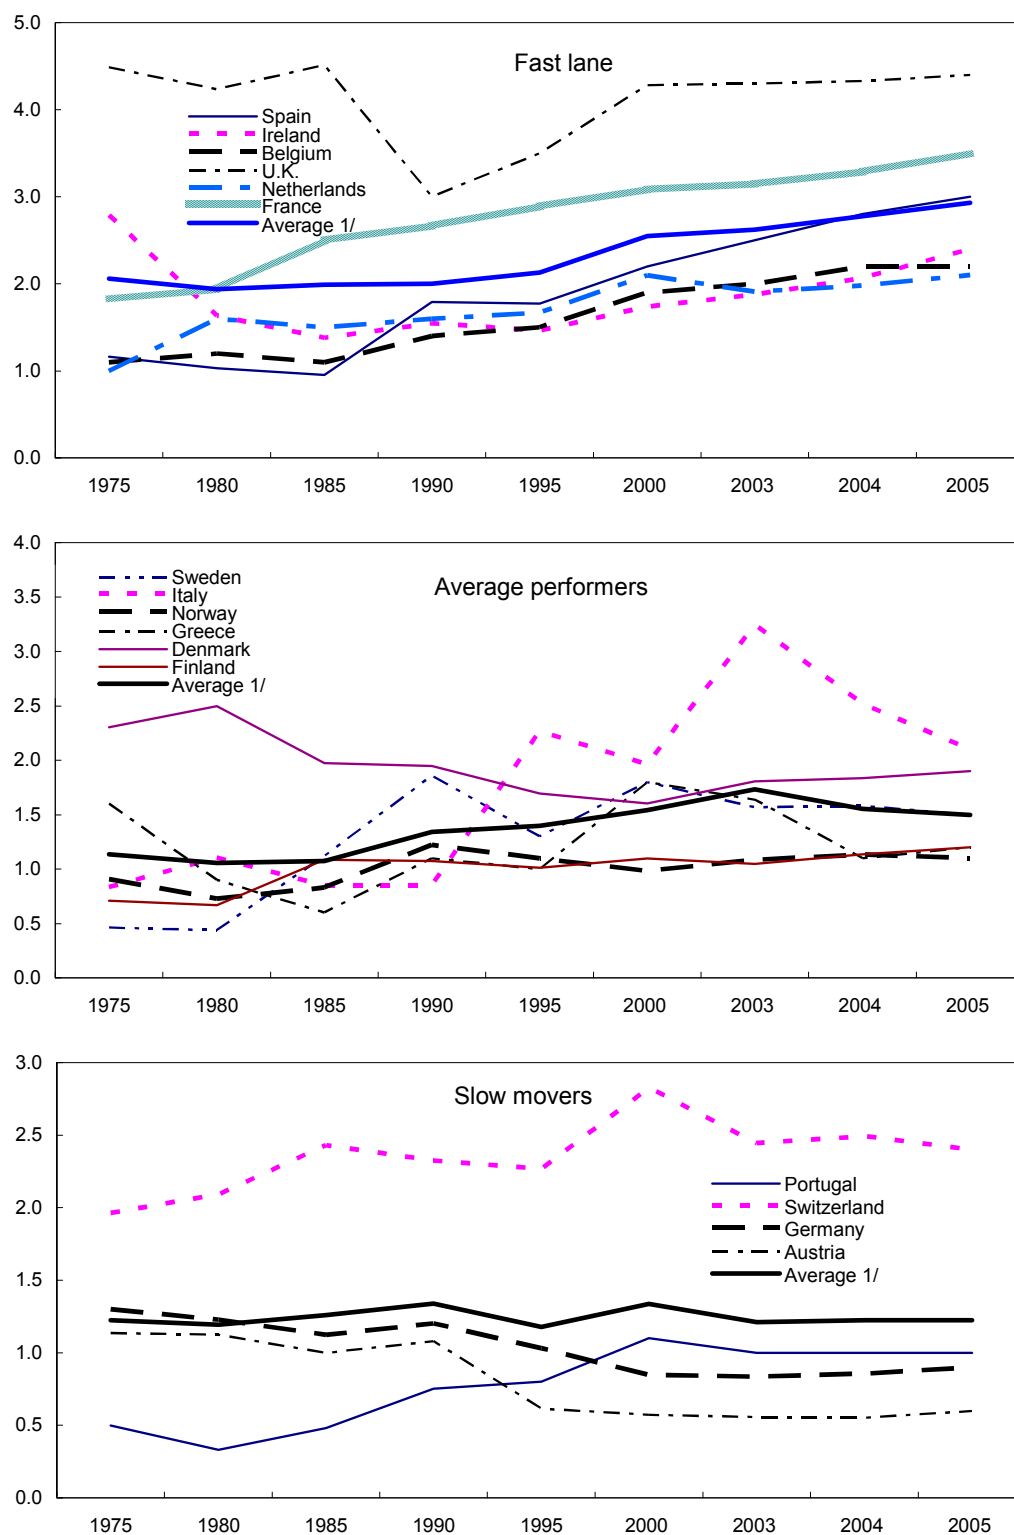 5.0
Fast lane
4.0
Spain
Ireland
Belgium
U.K.
3.0
Netherlands
France
Average 1/
2.0
1.0
0.0
1975 1980 1985 1990 1995 2000 2003 2004 2005
4.0
Average performers
3.5
Sweden
Italy
Norway
Greece
3.0
Denmark
Finland
Average 1/
2.5
2.0
1.5
1.0
0.5
0.0
1975 1980 1985 1990 1995 2000 2003 2004 2005
3.0
Slow movers
2.5
Portugal
Switzerland
2.0
Germany
Austria
Average 1/
1.5
1.0
0.5
0.0
1975 1980 1985 1990 1995 2000 2003 2004 2005